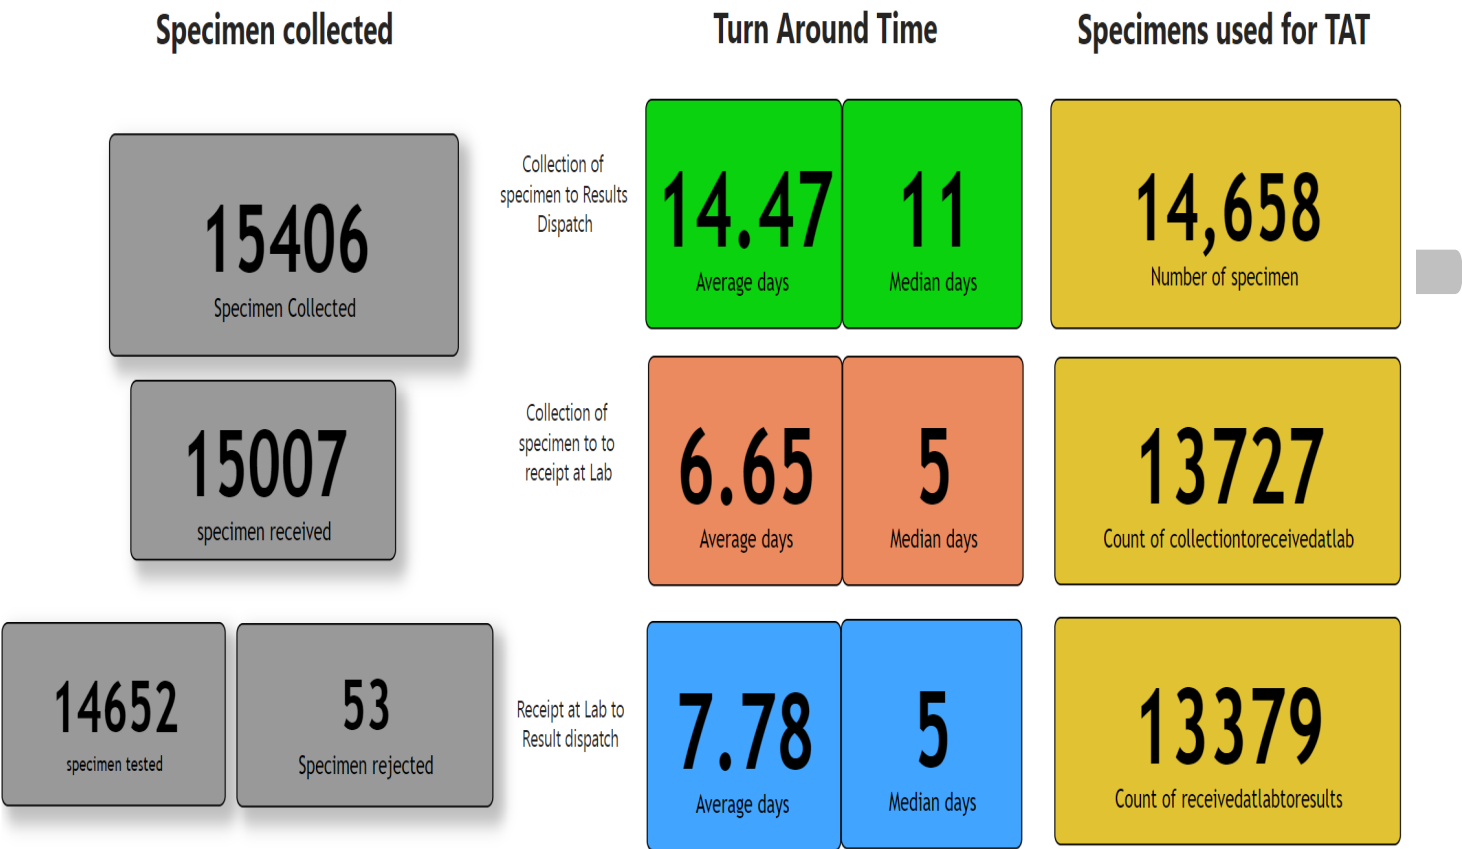 Specimen collected
15406
Specimen Collected
15007
specimen received
14652
specimen tested
53
Specimen rejected
Turn Around Time
Collection of
specimen to Results
Dispatch
14.47
Average days
11
Median days
Collection of
specimen to to
receipt at Lab
6.65
Average days
5
Median days
Receipt at Lab to
Result dispatch
7.78
Average days
5
Median days
Specimens used for TAT
14,658
Number of specimen
13727
Count of collectiontoreceivedatlab
13379
Count of receivedatlabtoresults